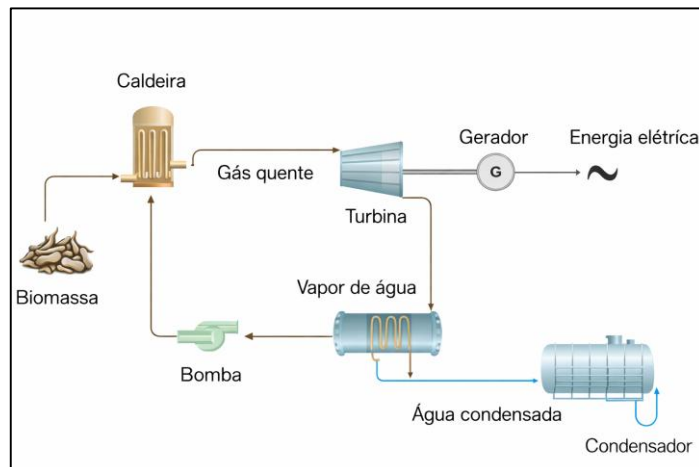 Caldeira
Gerador
Energia elétrica
Gás quente
G
Turbina
Biomassa
Vapor de água
Bomba
Água condensada
Condensador